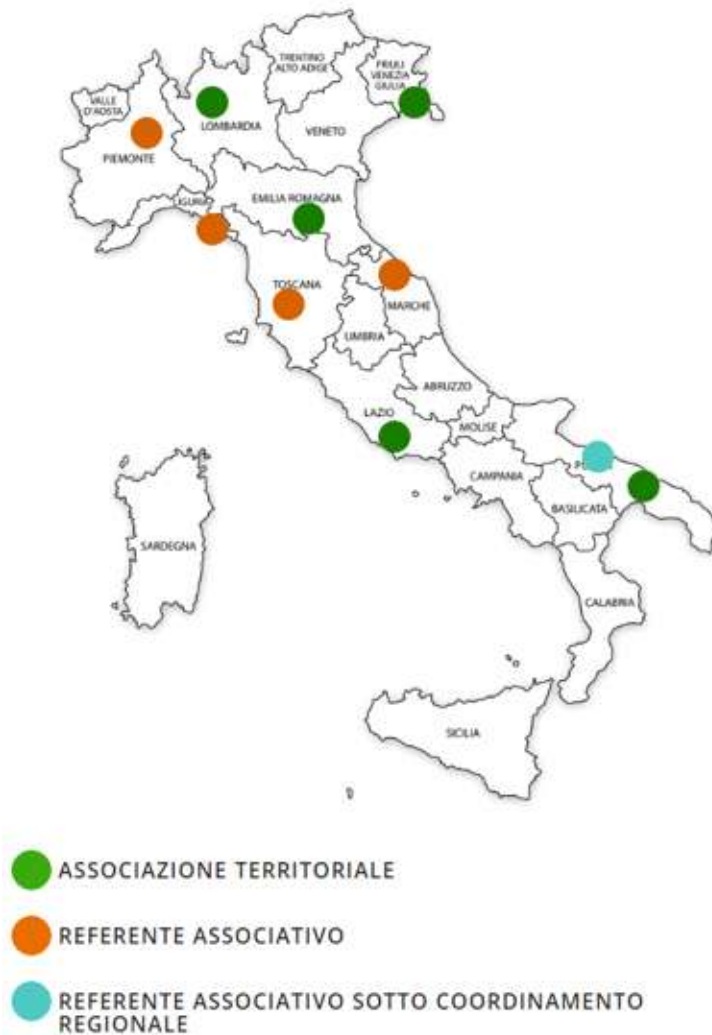 TRENTINO
ALTO ADIGE
FRIULI
VENEZIA
GIULIA
VALLE
D'AOSTA
LOMBARDIA
VENETO
PIEMONTE
LIGURIA
EMILIA ROMAGNA
TOSCANA
MARCHE
UMBRIA
ABRUZZO
LAZIO
MOLISE
CAMPANIA
BASILICATA
SARDEGNA
CALABRIA
SICILIA
ASSOCIAZIONE TERRITORIALE
REFERENTE ASSOCIATIVO
REFERENTE ASSOCIATIVO SOTTO COORDINAMENTO
REGIONALE